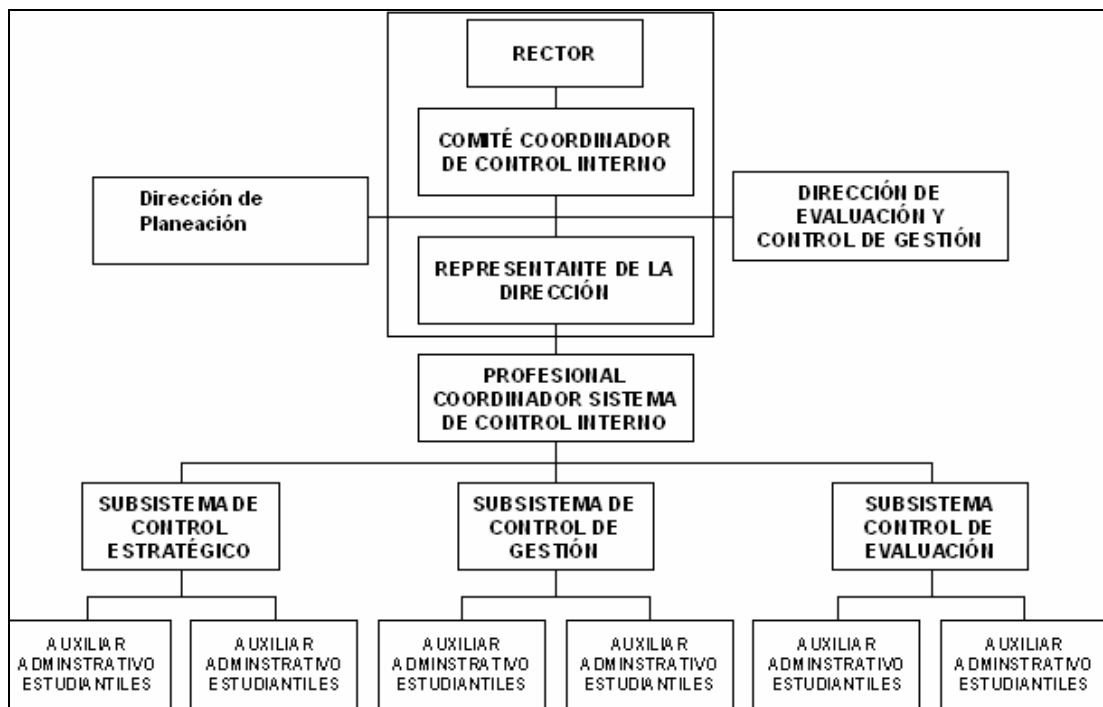 RECTOR
COMITÉ COORDINADOR
DE CONTROL INTERNO
Dirección de
Planeación
DIRECCIÓN DE
EVALUACIÓN Y
CONTROL DE GESTIÓN
REPRESENTANTE DE LA
DIRECCIÓN
PROFESIONAL
COORDINADOR SISTEMA
DE CONTROL INTERNO
SUBSISTEMA DE
CONTROL
ESTRATÉGICO
SUBSISTEMA DE
CONTROL DE
GESTIÓN
SUBSISTEMA
CONTROL DE
EVALUACIÓN
AUXILIAR
ADMINSTRATIVO
ESTUDIANTILES
AUXILIAR
ADMINSTRATIVO
ESTUDIANTILES
AUXILIAR
ADMINSTRATIVO
ESTUDIANTILES
AUXILIAR
ADMINSTRATIVO
ESTUDIANTILES
AUXILIAR
ADMINSTRATIVO
ESTUDIANTILES
AUXILIAR
ADMINSTRATIVO
ESTUDIANTILES